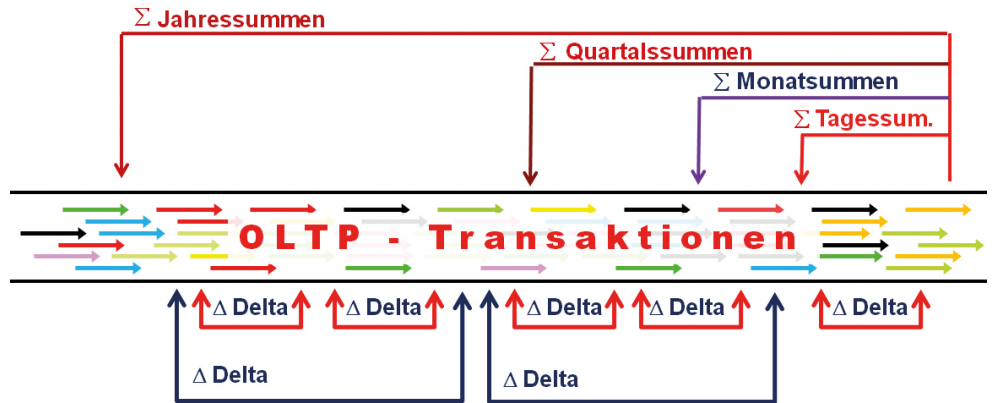 Σ Jahressummen
Σ Quartalssummen
Σ Monatsummen
Σ Tagessum.
OLTP - Transaktionen
Δ Delta
Δ Delta
Δ Delta
Δ Delta
Δ Delta
Δ Delta
Δ Delta